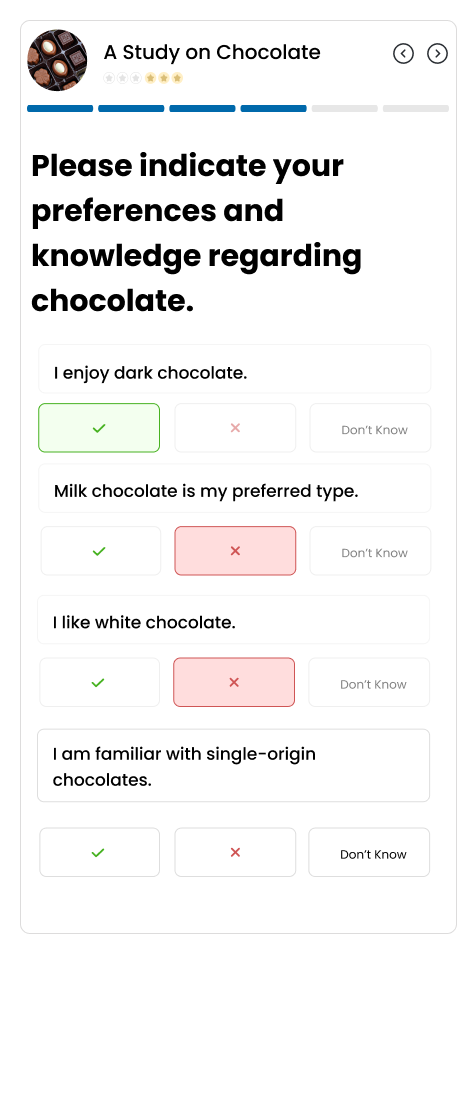 A Study on Chocolate
Please indicate your
preferences and
knowledge regarding
chocolate.
I enjoy dark chocolate.
Don't Know
Milk chocolate is my preferred type.
Don't Know
I like white chocolate.
Don't Know
I am familiar with single-origin
chocolates.
Don't Know